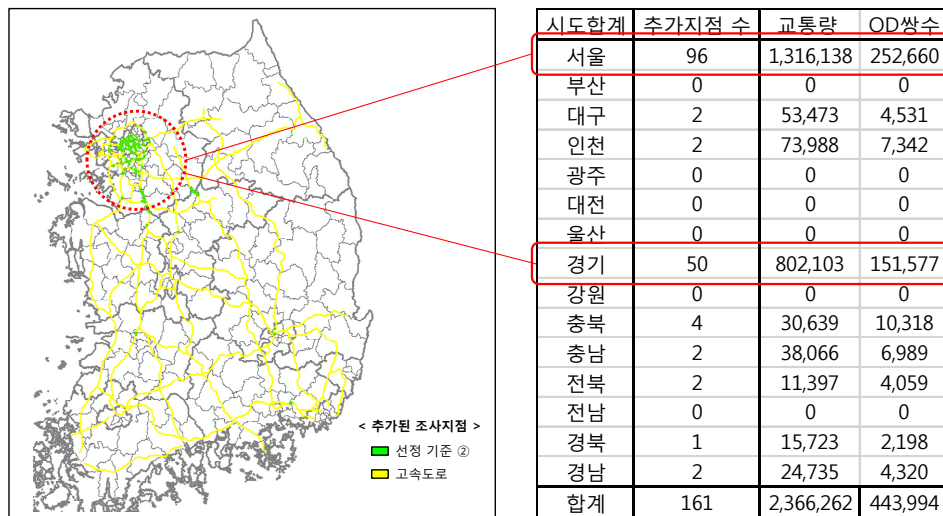 < 추가된 조사지점 >
선정 기준 ②
고속도로
시도합계 추가지점 수 교통량 OD쌍수
서울 96 1,316,138 252,660
부산 0 0 0
대구 2 53,473 4,531
인천 2 73,988 7,342
광주 0 0 0
대전 0 0 0
울산 0 0 0
경기 50 802,103 151,577
강원 0 0 0
충북 4 30,639 10,318
충남 2 38,066 6,989
전북 2 11,397 4,059
전남 0 0 0
경북 1 15,723 2,198
경남 2 24,735 4,320
합계 161 2,366,262 443,994